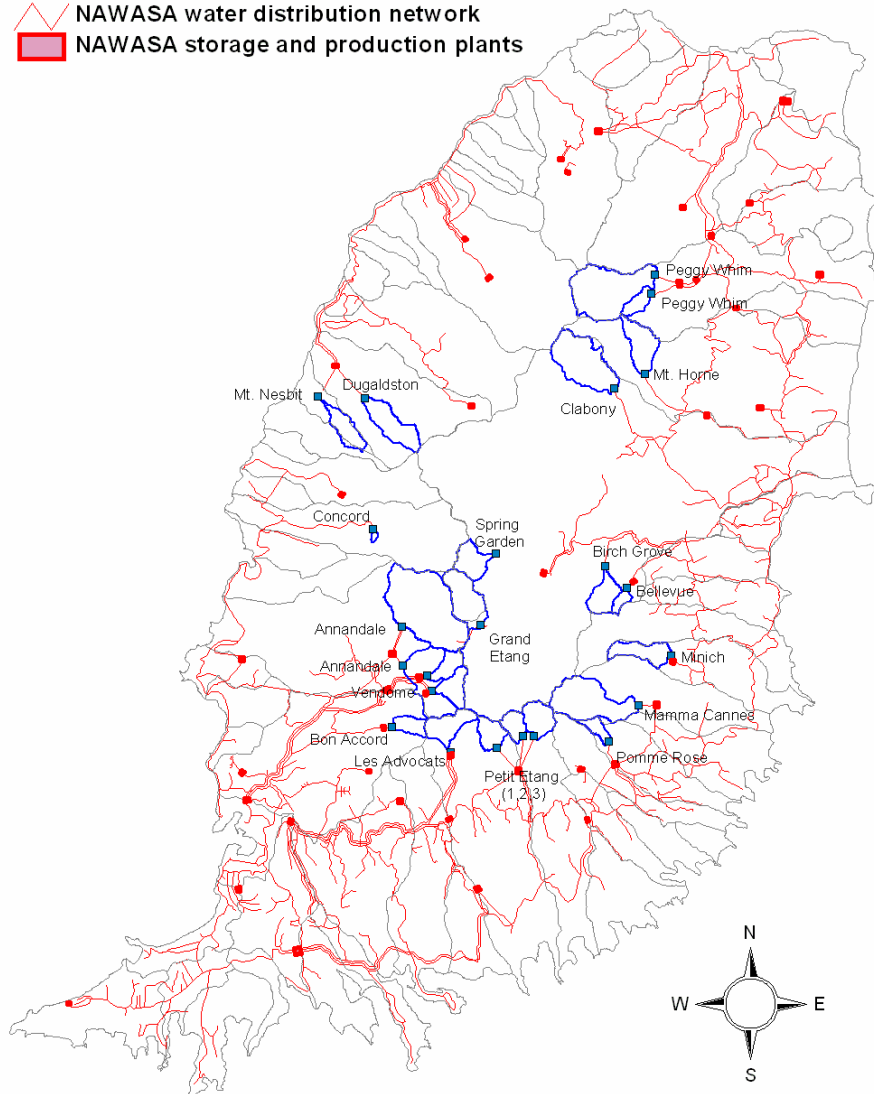 NAWASA water distribution network
NAWASA storage and production plants
Peggy Whim
Peggy Whim
Mt. Horne
Clabony
Mt. Nesbit
Dugaldston
Concord
Spring
Garden
Birch Grove
Bellevue
Annandale
Grand
Etang
Annandale
Minich
Vendome
Mamma Cannes
Bon Accord
Les Advocats
Pomme Rose
Petit Etang
(1,2,3)
N
W
E
S